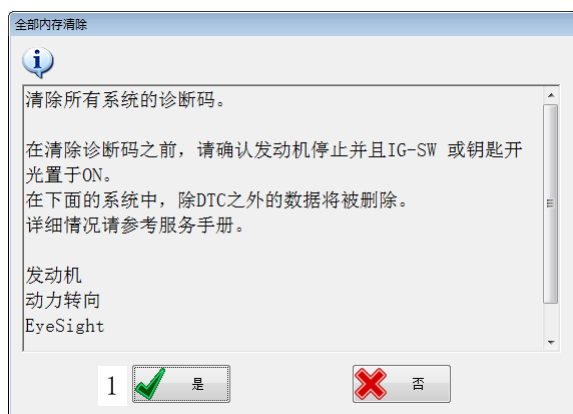 全部内存清除
清除所有系统的诊断码。
在清除诊断码之前，请确认发动机停止并且IG-SW 或钥匙开
光置于ON。
在下面的系统中，除DTC之外的数据将被删除。
详细情况请参考服务手册。
发动机
动力转向
EyeSight
1 是 否